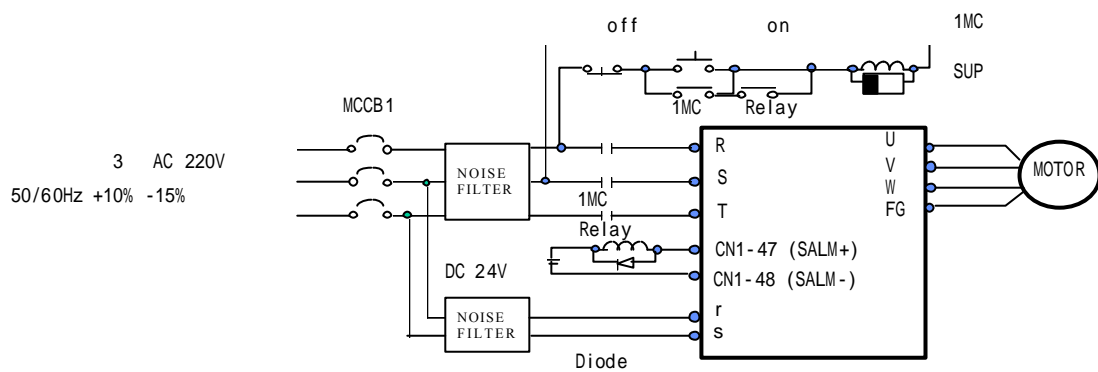 off
on
1MC
SUP
1MC
Relay
MCCB1
3 AC 220V
50/60Hz +10% -15%
NOISE
FILTER
1MC
Relay
R
S
T
CN1-47 (SALM+)
CN1-48 (SALM-)
r
s
U
V
W
FG
MOTOR
DC 24V
NOISE
FILTER
Diode